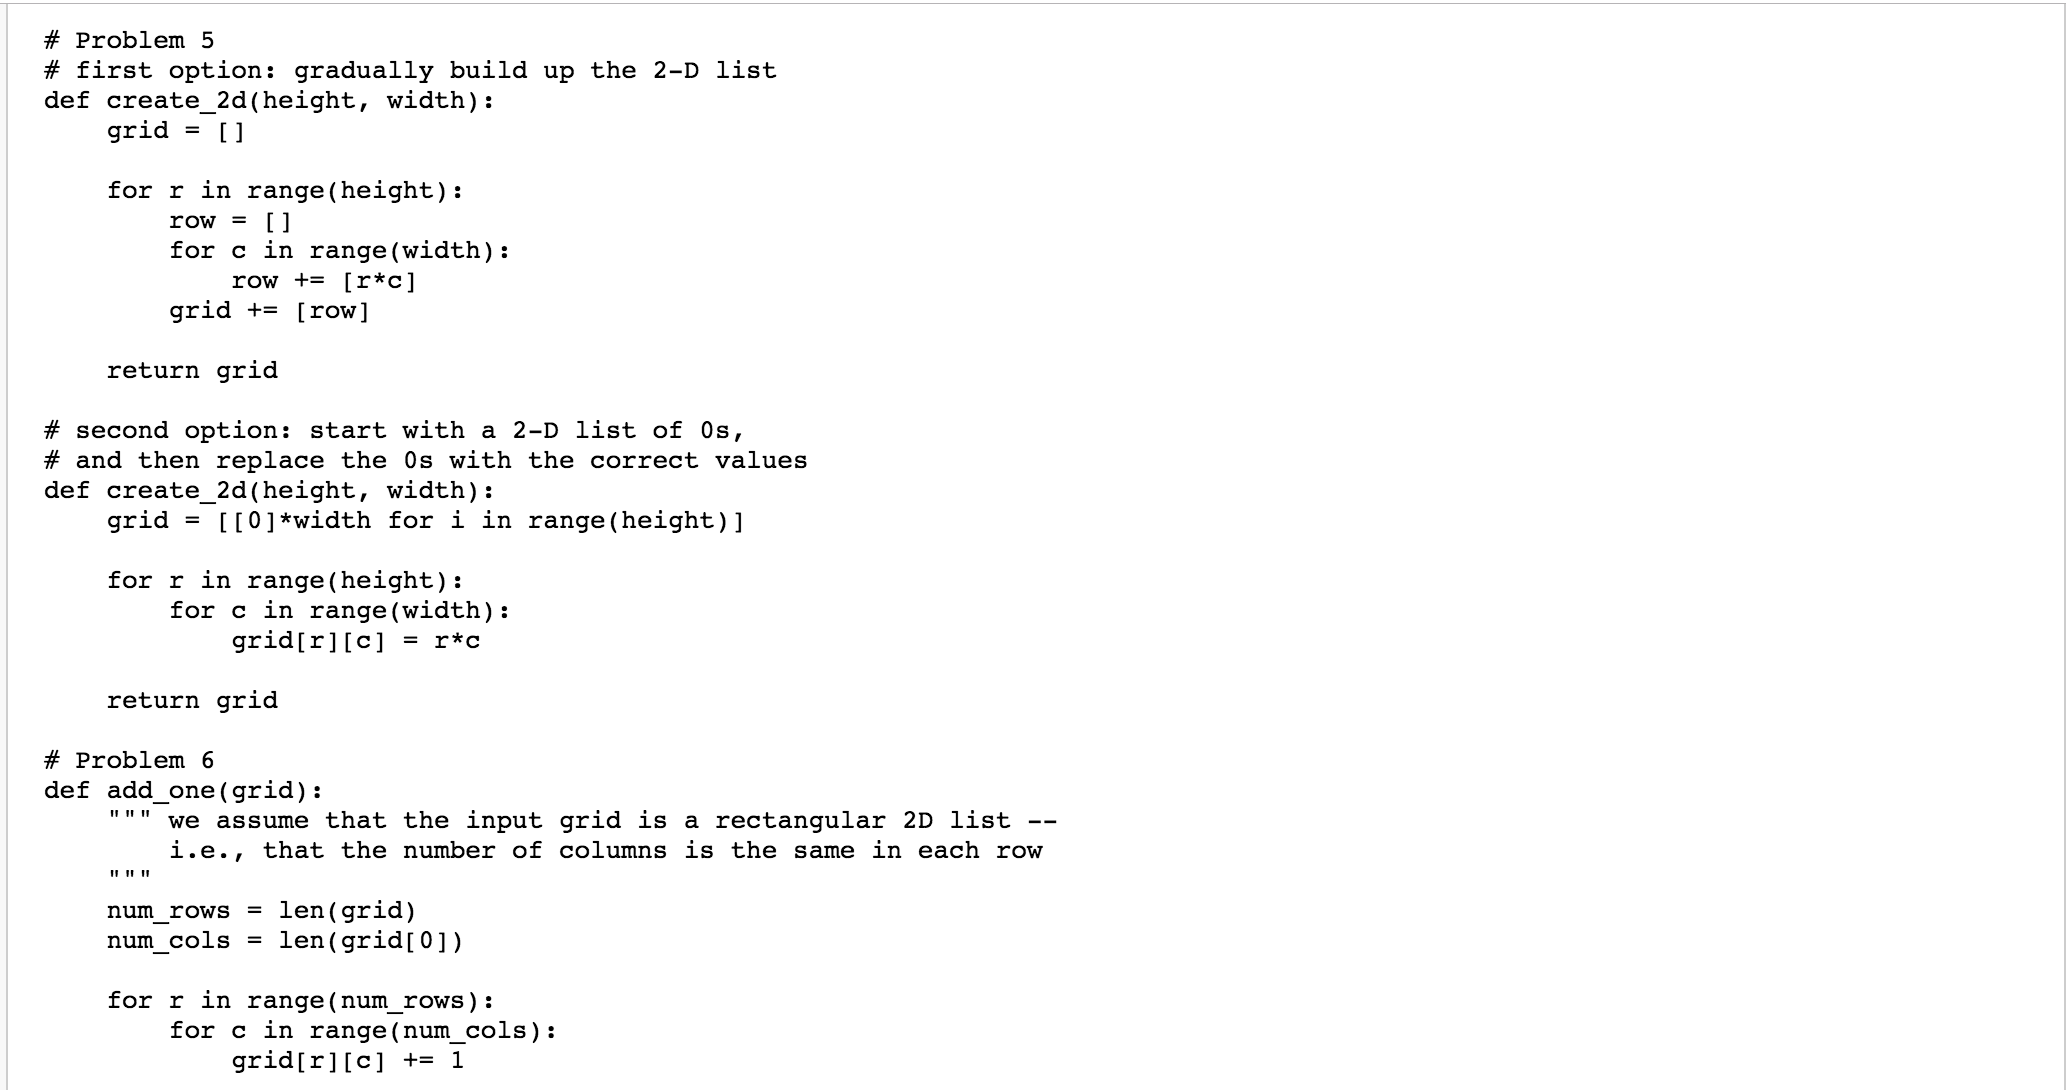 # Problem 5
# first option: gradually build up the 2-D list
def create_2d(height, width):
    grid = []

    for r in range(height):
        row = []
        for c in range(width):
            row += [r*c]
        grid += [row]

    return grid

# second option: start with a 2-D list of 0s,
# and then replace the 0s with the correct values
def create_2d(height, width):
    grid = [[0]*width for i in range(height)]

    for r in range(height):
        for c in range(width):
            grid[r][c] = r*c

    return grid

# Problem 6
def add_one(grid):
    """ we assume that the input grid is a rectangular 2D list --
        i.e., that the number of columns is the same in each row
    """
    num_rows = len(grid)
    num_cols = len(grid[0])

    for r in range(num_rows):
        for c in range(num_cols):
            grid[r][c] += 1